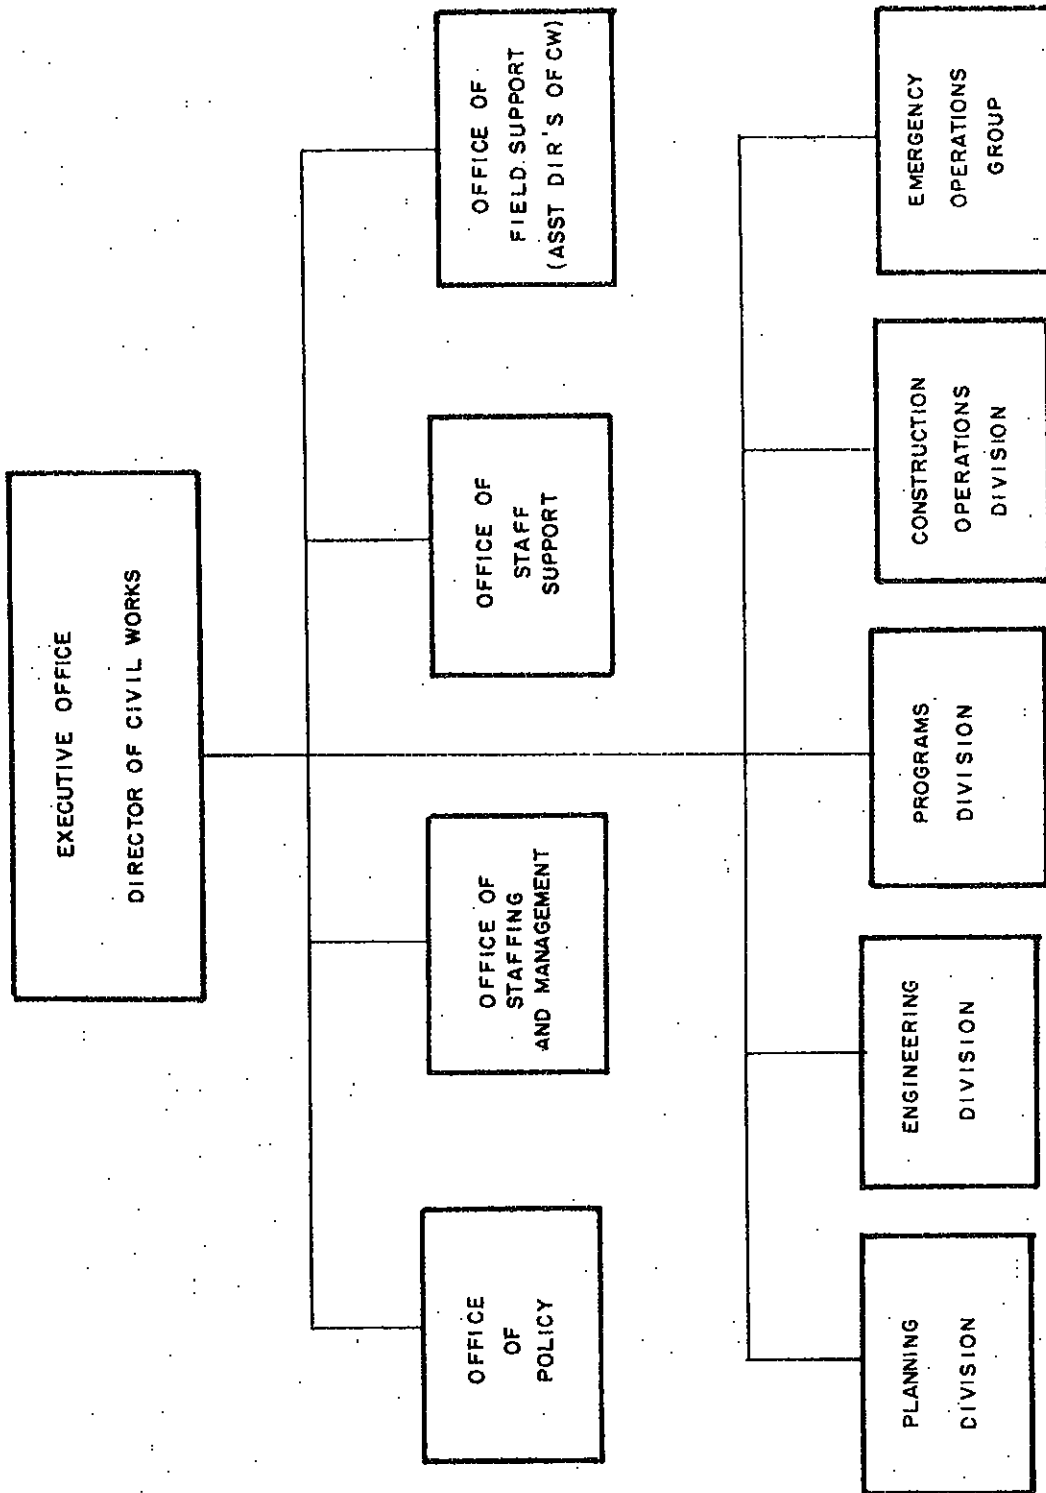 EXECUTIVE OFFICE
DIRECTOR OF CIVIL WORKS
OFFICE
OF
POLICY
OFFICE OF
STAFFING
AND MANAGEMENT
OFFICE OF
STAFF
SUPPORT
OFFICE OF
FIELD SUPPORT
(ASST DIR'S OF CW)
PLANNING
DIVISION
ENGINEERING
DIVISION
PROGRAMS
DIVISION
CONSTRUCTION
OPERATIONS
DIVISION
EMERGENCY
OPERATIONS
GROUP